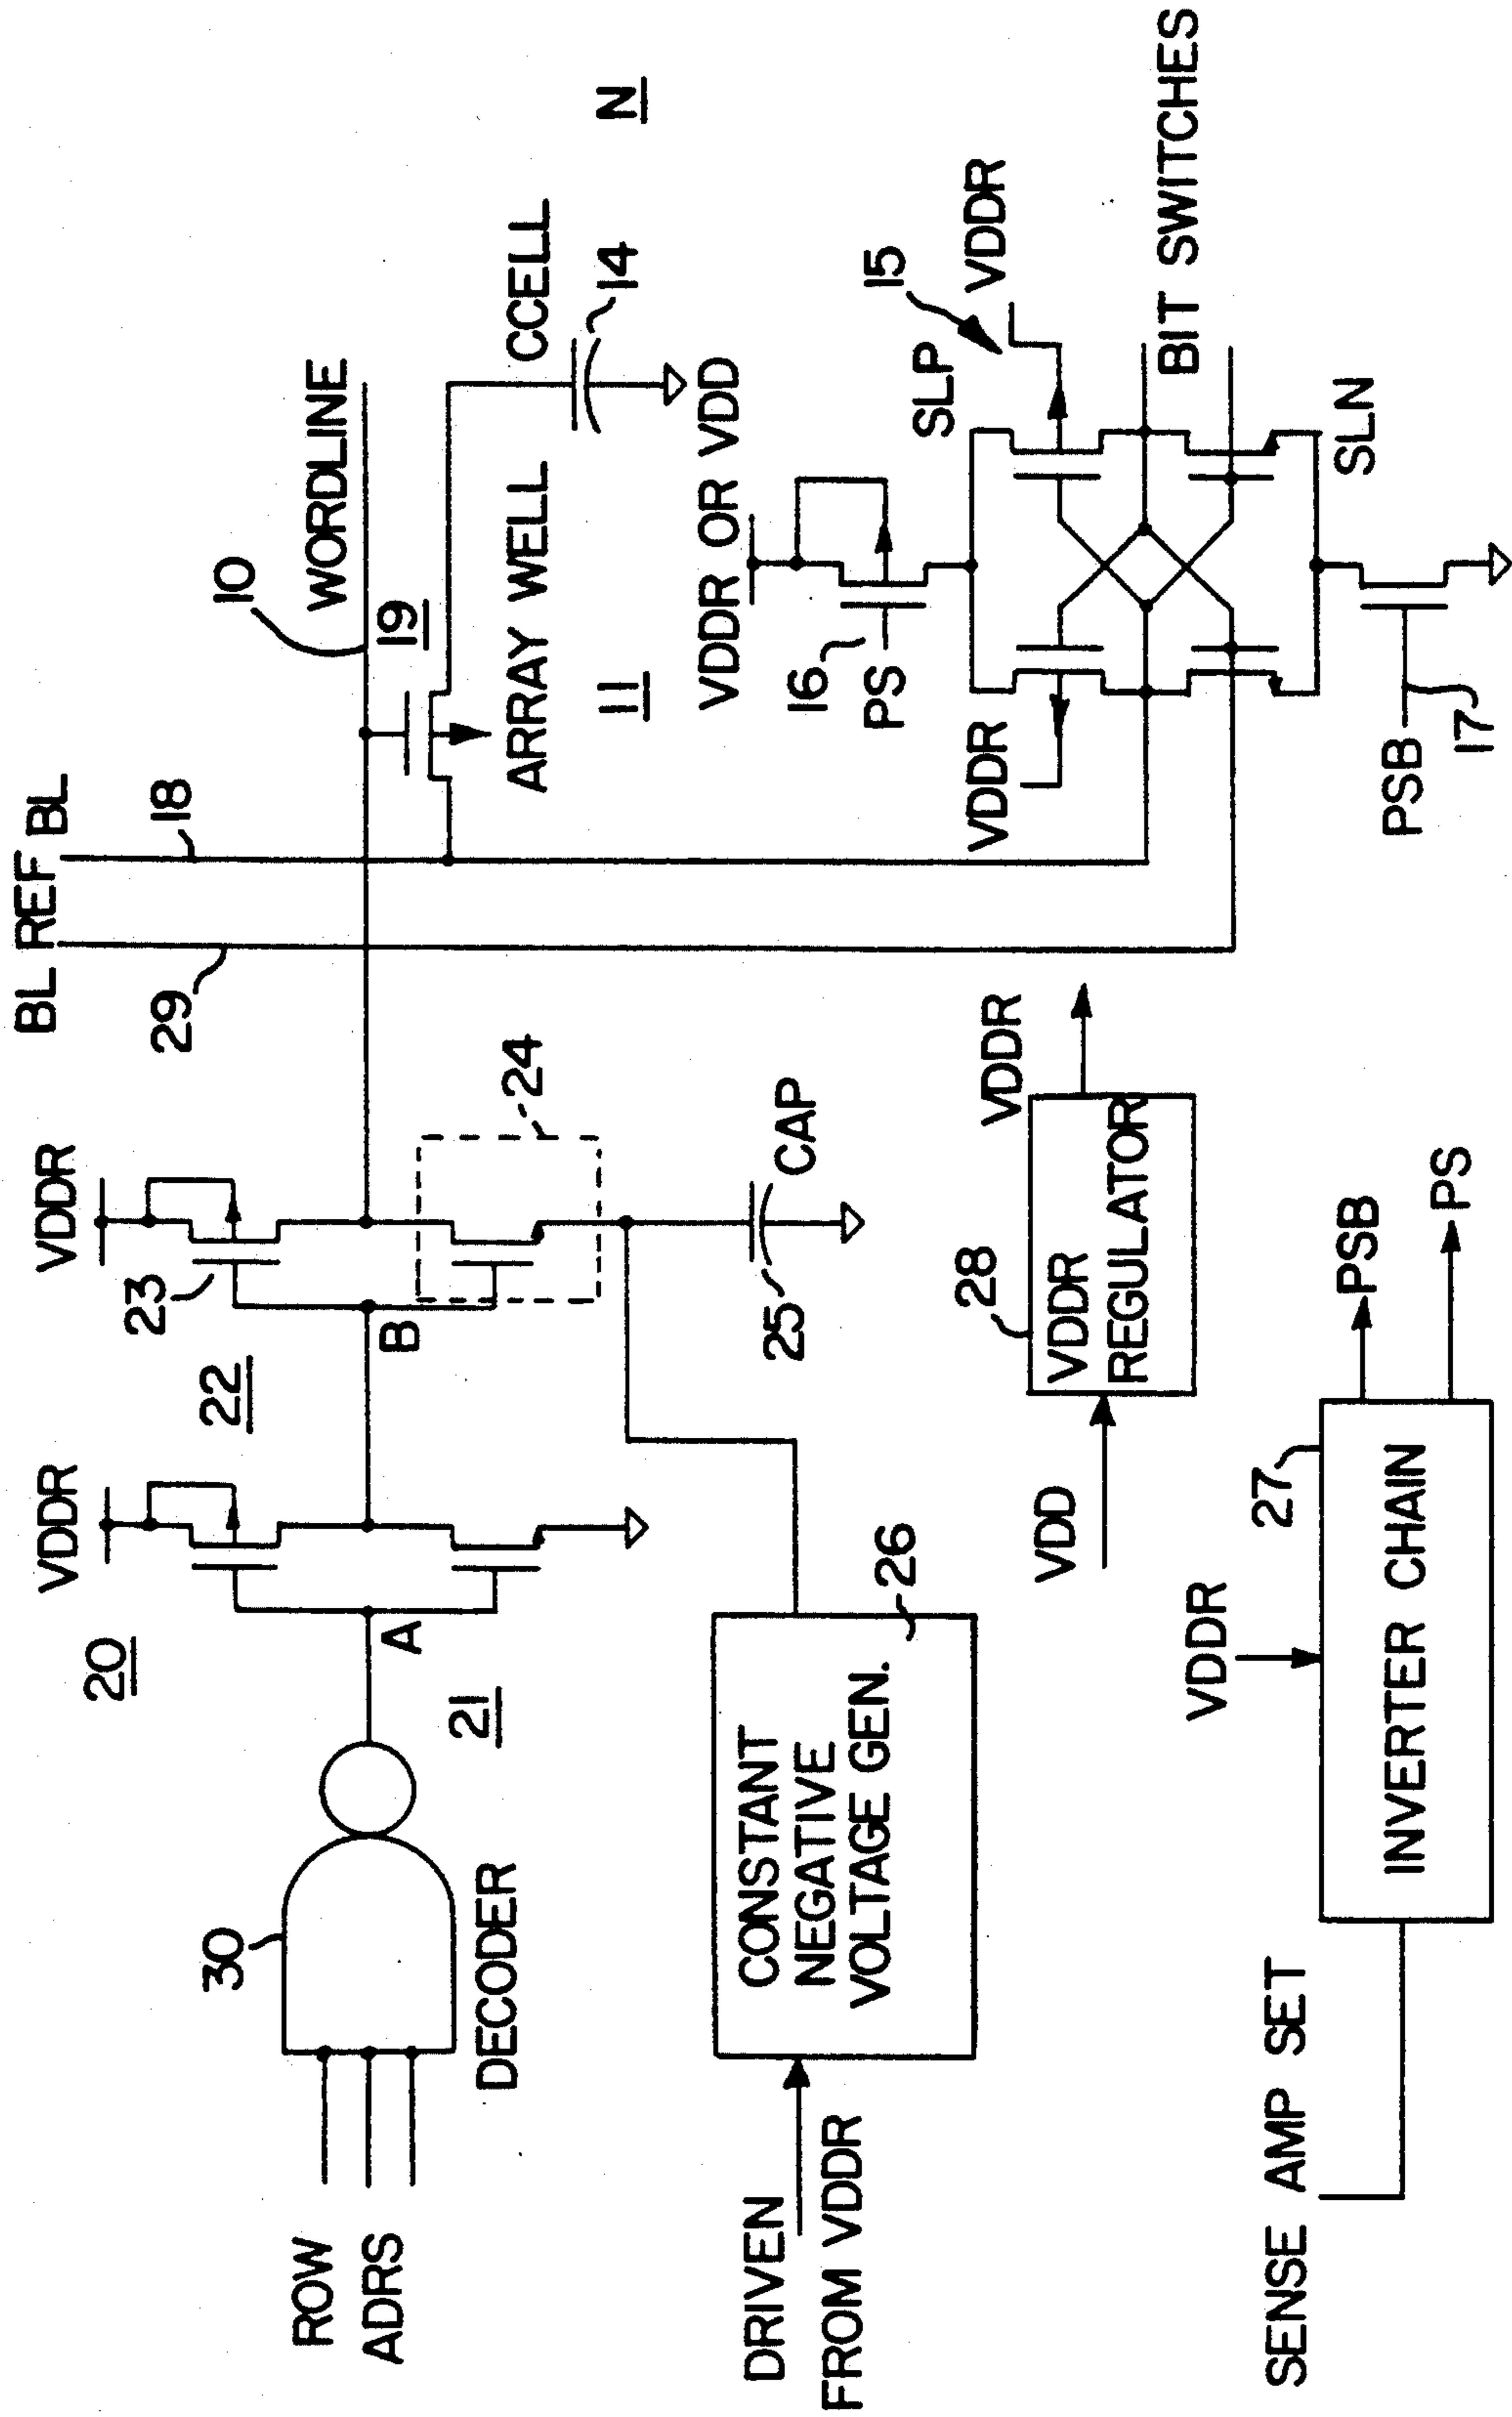 BL REF BL
29
18
10
WORDLINE
19
CCELL
14
ARRAY WELL
11
N
VDDR
20
A
21
VDDR
22
23
B
24
25
CAP
30
DECODER
ROW
ADRS
CONSTANT
NEGATIVE
VOLTAGE GEN.
26
DRIVEN
FROM VDDR
VDDR OR VDD
16
PS
SLP
15
VDDR
VDDR
BIT SWITCHES
SLN
PSB
17
VDD
28
VDDR
REGULATOR
VDDR
SENSE AMP SET
VDDR
27
INVERTER CHAIN
PSB
PS